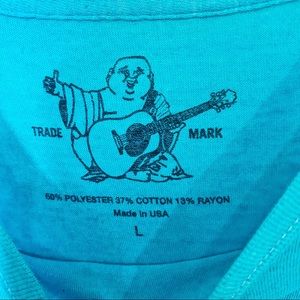 TRADE MARK
50% POLYESTER 37% COTTON 13% RAYON
Made in USA
L